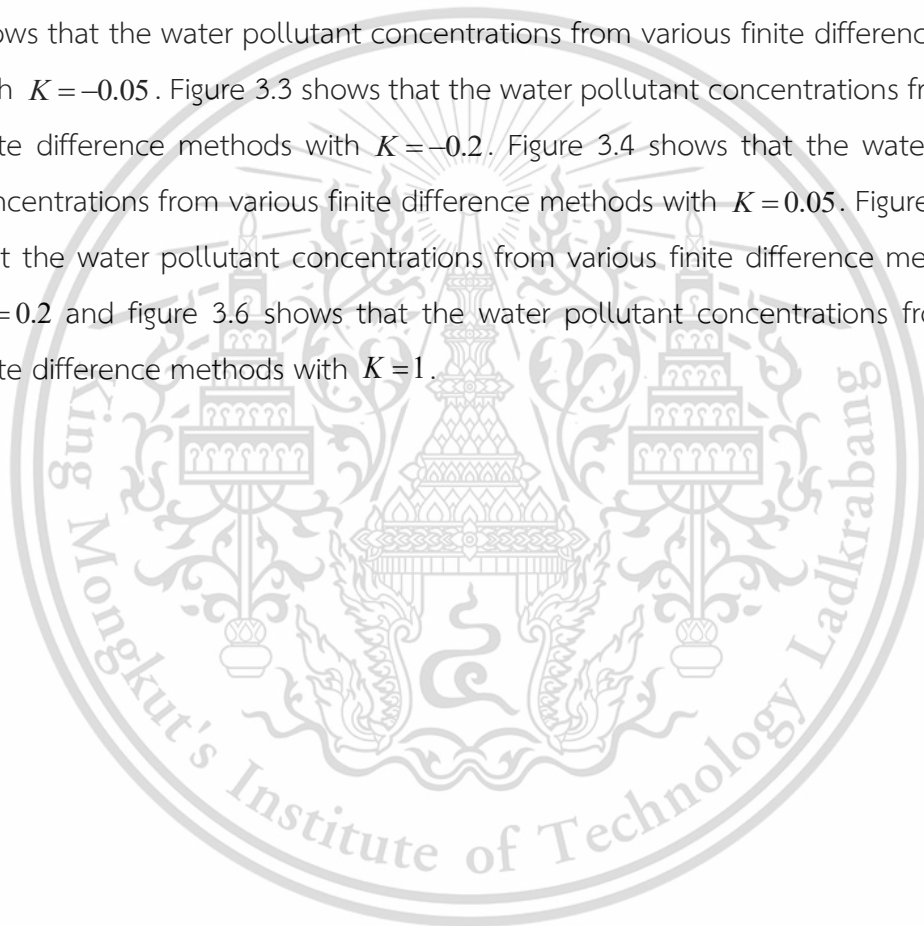 ows that the water pollutant concentrations from various finite differenc
h K = –0.05 . Figure 3.3 shows that the water pollutant concentrations fr
te difference methods with K = –0.2 . Figure 3.4 shows that the water
ncentrations from various finite difference methods with K = 0.05 . Figure
t the water pollutant concentrations from various finite difference me
= 0.2 and figure 3.6 shows that the water pollutant concentrations fro
te difference methods with K = 1 .
King Mongkut's Institute of Technology Ladkrabang